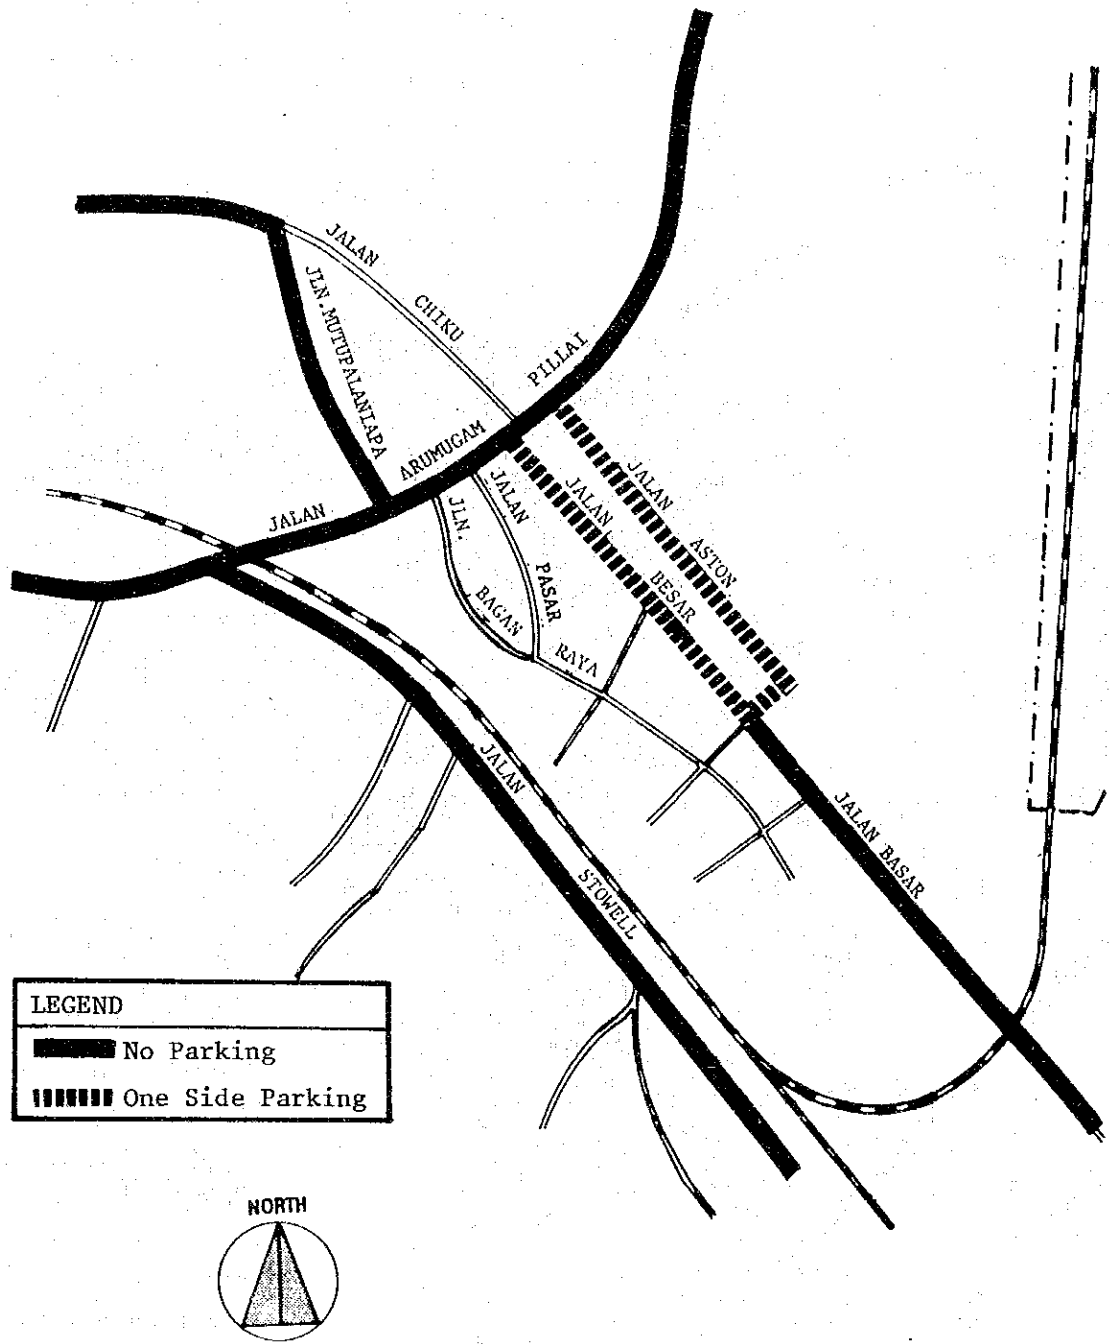 JALAN
CHIKU
JLN.MUTUPALANIAPA
PILLAI
ARUMUGAM
JALAN
JALAN
ASTON
JALAN
BESAR
JALAN
PASAR
JLN.
BAGAN
RAYA
JALAN
STOWELL
JALAN BASAR
LEGEND
No Parking
One Side Parking
NORTH